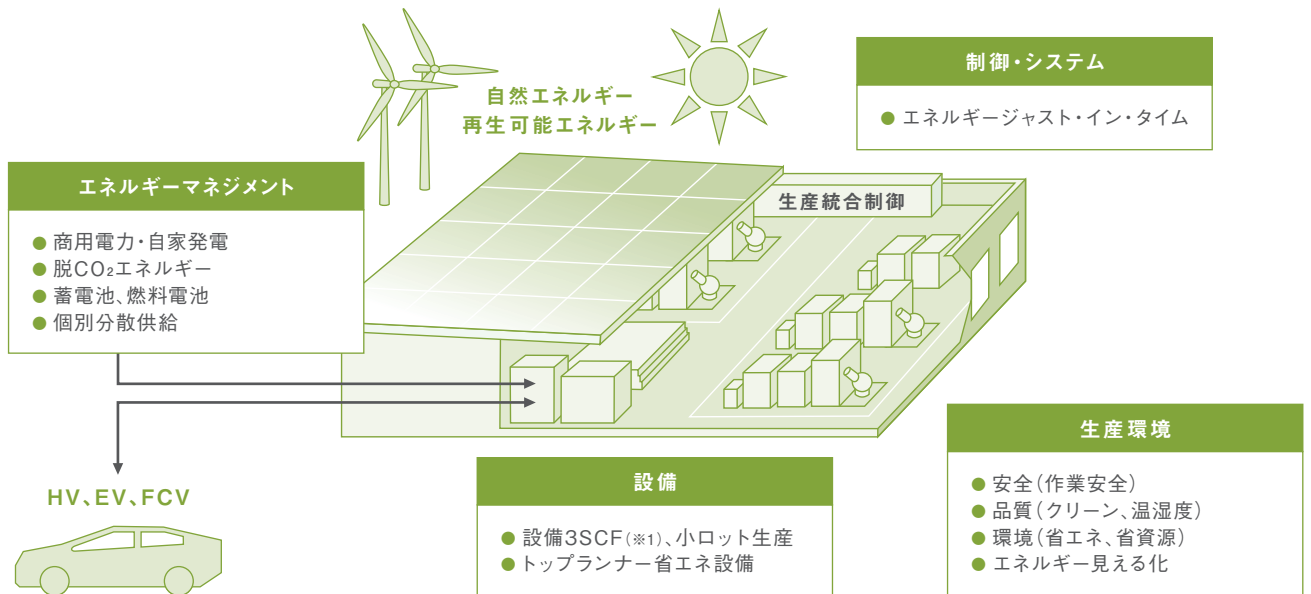 自然エネルギー
再生可能エネルギー
制御・システム
● エネルギージャスト・イン・タイム
エネルギーマネジメント
● 商用電力・自家発電
● 脱CO₂エネルギー
● 蓄電池、燃料電池
● 個別分散供給
生産統合制御
HV、EV、FCV
設備
● 設備3SCF(※1)、小ロット生産
● トップランナー省エネ設備
生産環境
● 安全(作業安全)
● 品質(クリーン、温湿度)
● 環境(省エネ、省資源)
● エネルギー見える化